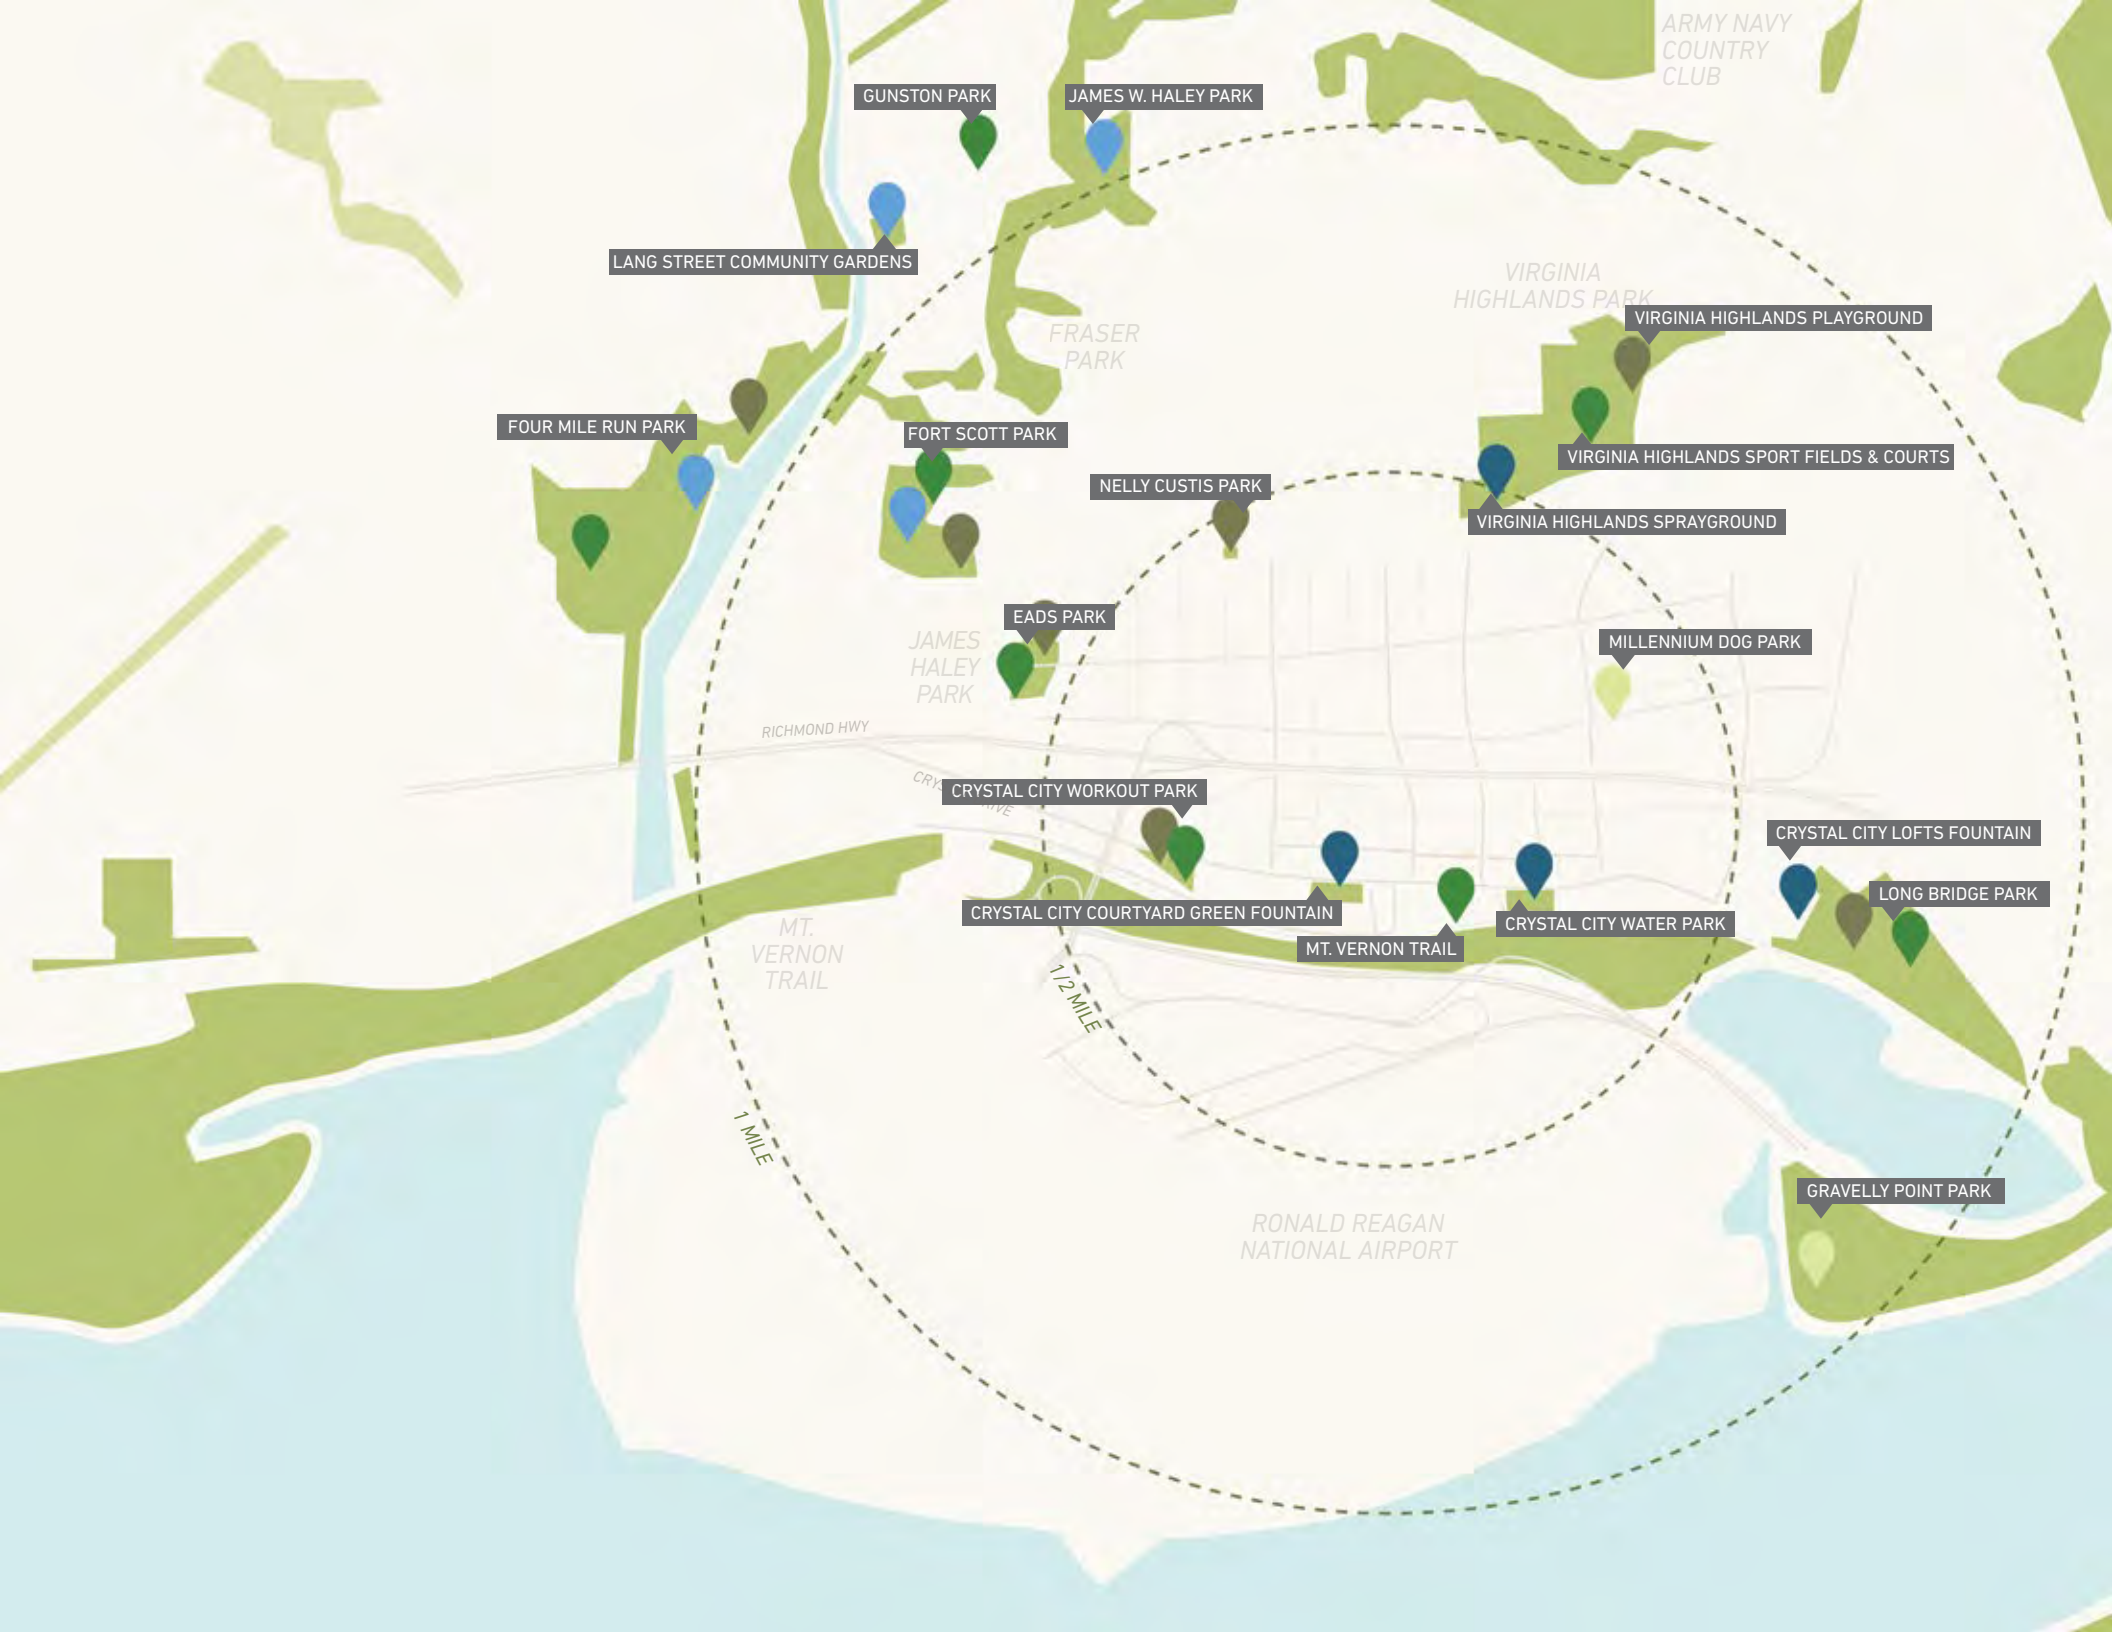 ARMY NAVY
COUNTRY
CLUB
GUNSTON PARK
JAMES W. HALEY PARK
LANG STREET COMMUNITY GARDENS
VIRGINIA
HIGHLANDS PARK
VIRGINIA HIGHLANDS PLAYGROUND
FRASER
PARK
FOUR MILE RUN PARK
FORT SCOTT PARK
VIRGINIA HIGHLANDS SPORT FIELDS & COURTS
NELLY CUSTIS PARK
VIRGINIA HIGHLANDS SPRAYGROUND
EADS PARK
JAMES
HALEY
PARK
MILLENNIUM DOG PARK
RICHMOND HWY
CRYSTAL CITY WORKOUT PARK
CRYSTAL CITY LOFTS FOUNTAIN
LONG BRIDGE PARK
CRYSTAL CITY COURTYARD GREEN FOUNTAIN
CRYSTAL CITY WATER PARK
MT. VERNON TRAIL
MT.
VERNON
TRAIL
1/2 MILE
1 MILE
GRAVELLY POINT PARK
RONALD REAGAN
NATIONAL AIRPORT